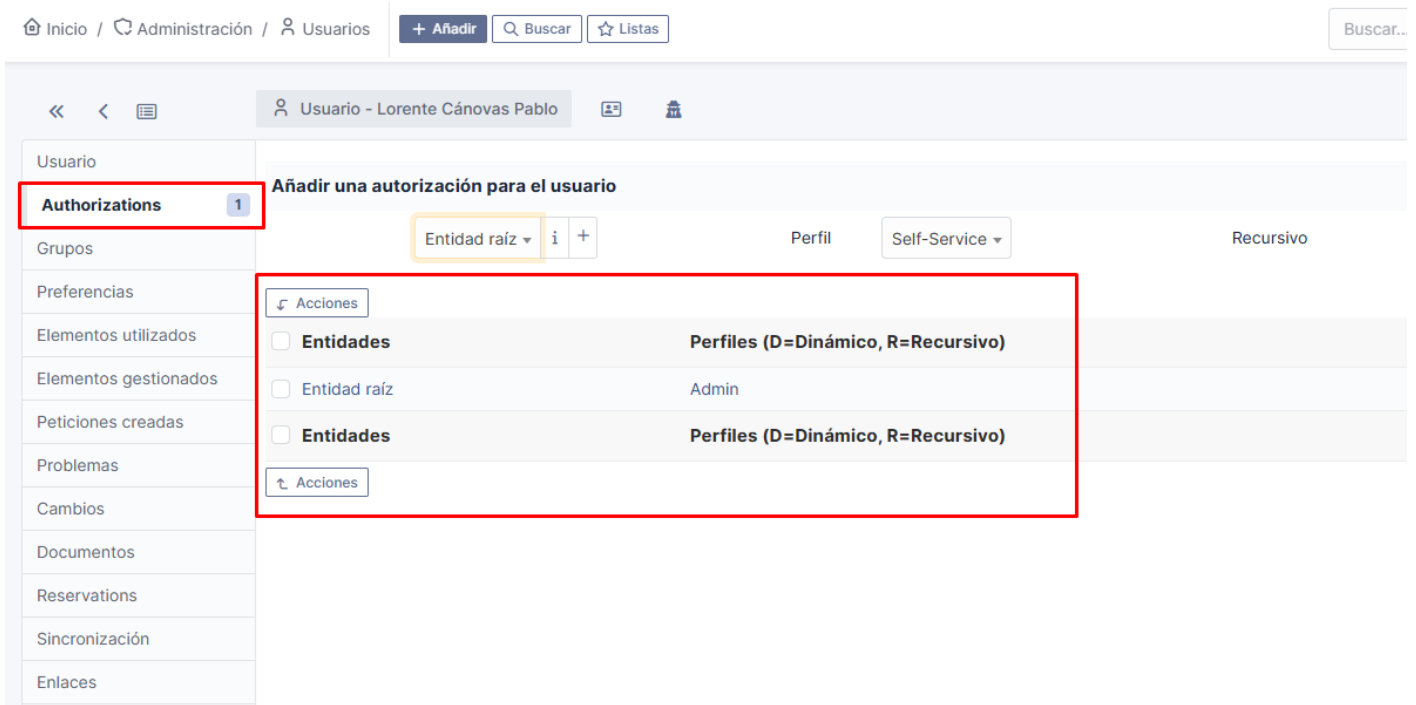 Inicio / Administración / Usuarios + Añadir Buscar Listas Buscar...
Usuario - Lorente Cánovas Pablo
Usuario
Authorizations 1
Grupos
Preferencias
Elementos utilizados
Elementos gestionados
Peticiones creadas
Problemas
Cambios
Documentos
Reservations
Sincronización
Enlaces
Añadir una autorización para el usuario
Entidad raíz i + Perfil Self-Service Recursivo
Acciones
Entidades Perfiles (D=Dinámico, R=Recursivo)
Entidad raíz Admin
Entidades Perfiles (D=Dinámico, R=Recursivo)
Acciones